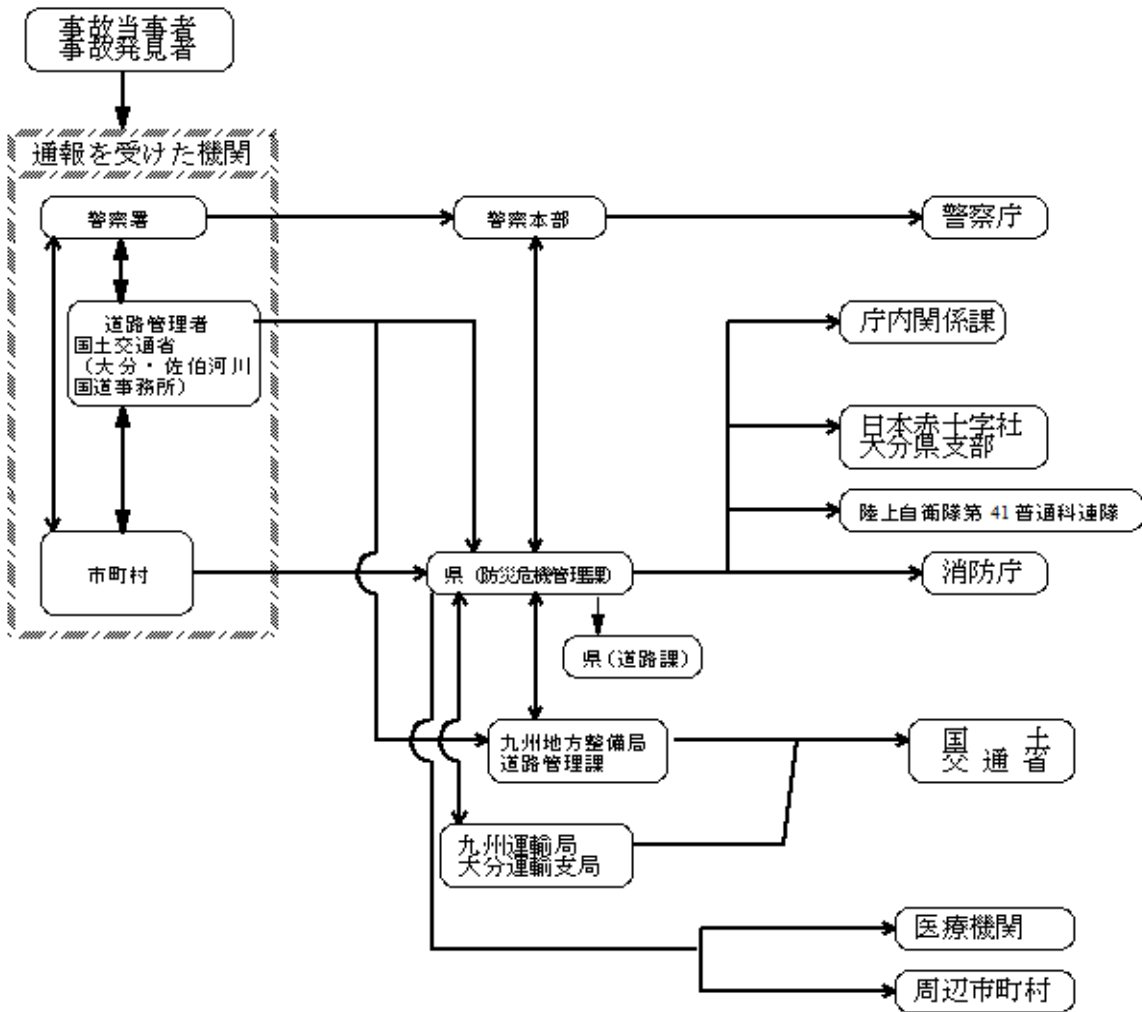 事故当事者
事故発見者
通報を受けた機関
警察署
警察本部
警察庁
道路管理者
国土交通省
（大分・佐伯河川
国道事務所）
庁内関係課
日本赤十字社
大分県支部
陸上自衛隊第 41 普通科連隊
市町村
県（防災危機管理課）
消防庁
県（道路課）
九州地方整備局
道路管理課
国土
交通省
九州運輸局
大分運輸支局
医療機関
周辺市町村